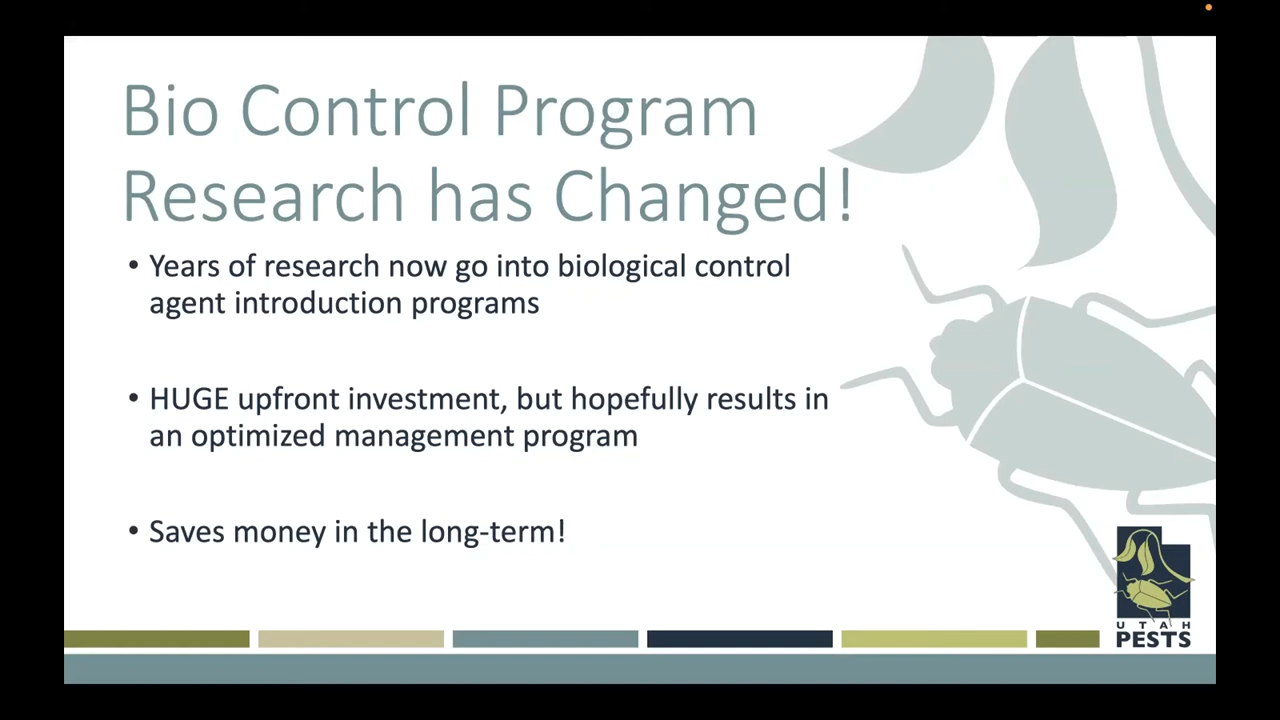 Bio Control Program
Research has Changed!
• Years of research now go into biological control
agent introduction programs
• HUGE upfront investment, but hopefully results in
an optimized management program
• Saves money in the long-term!
UTAH
PESTS